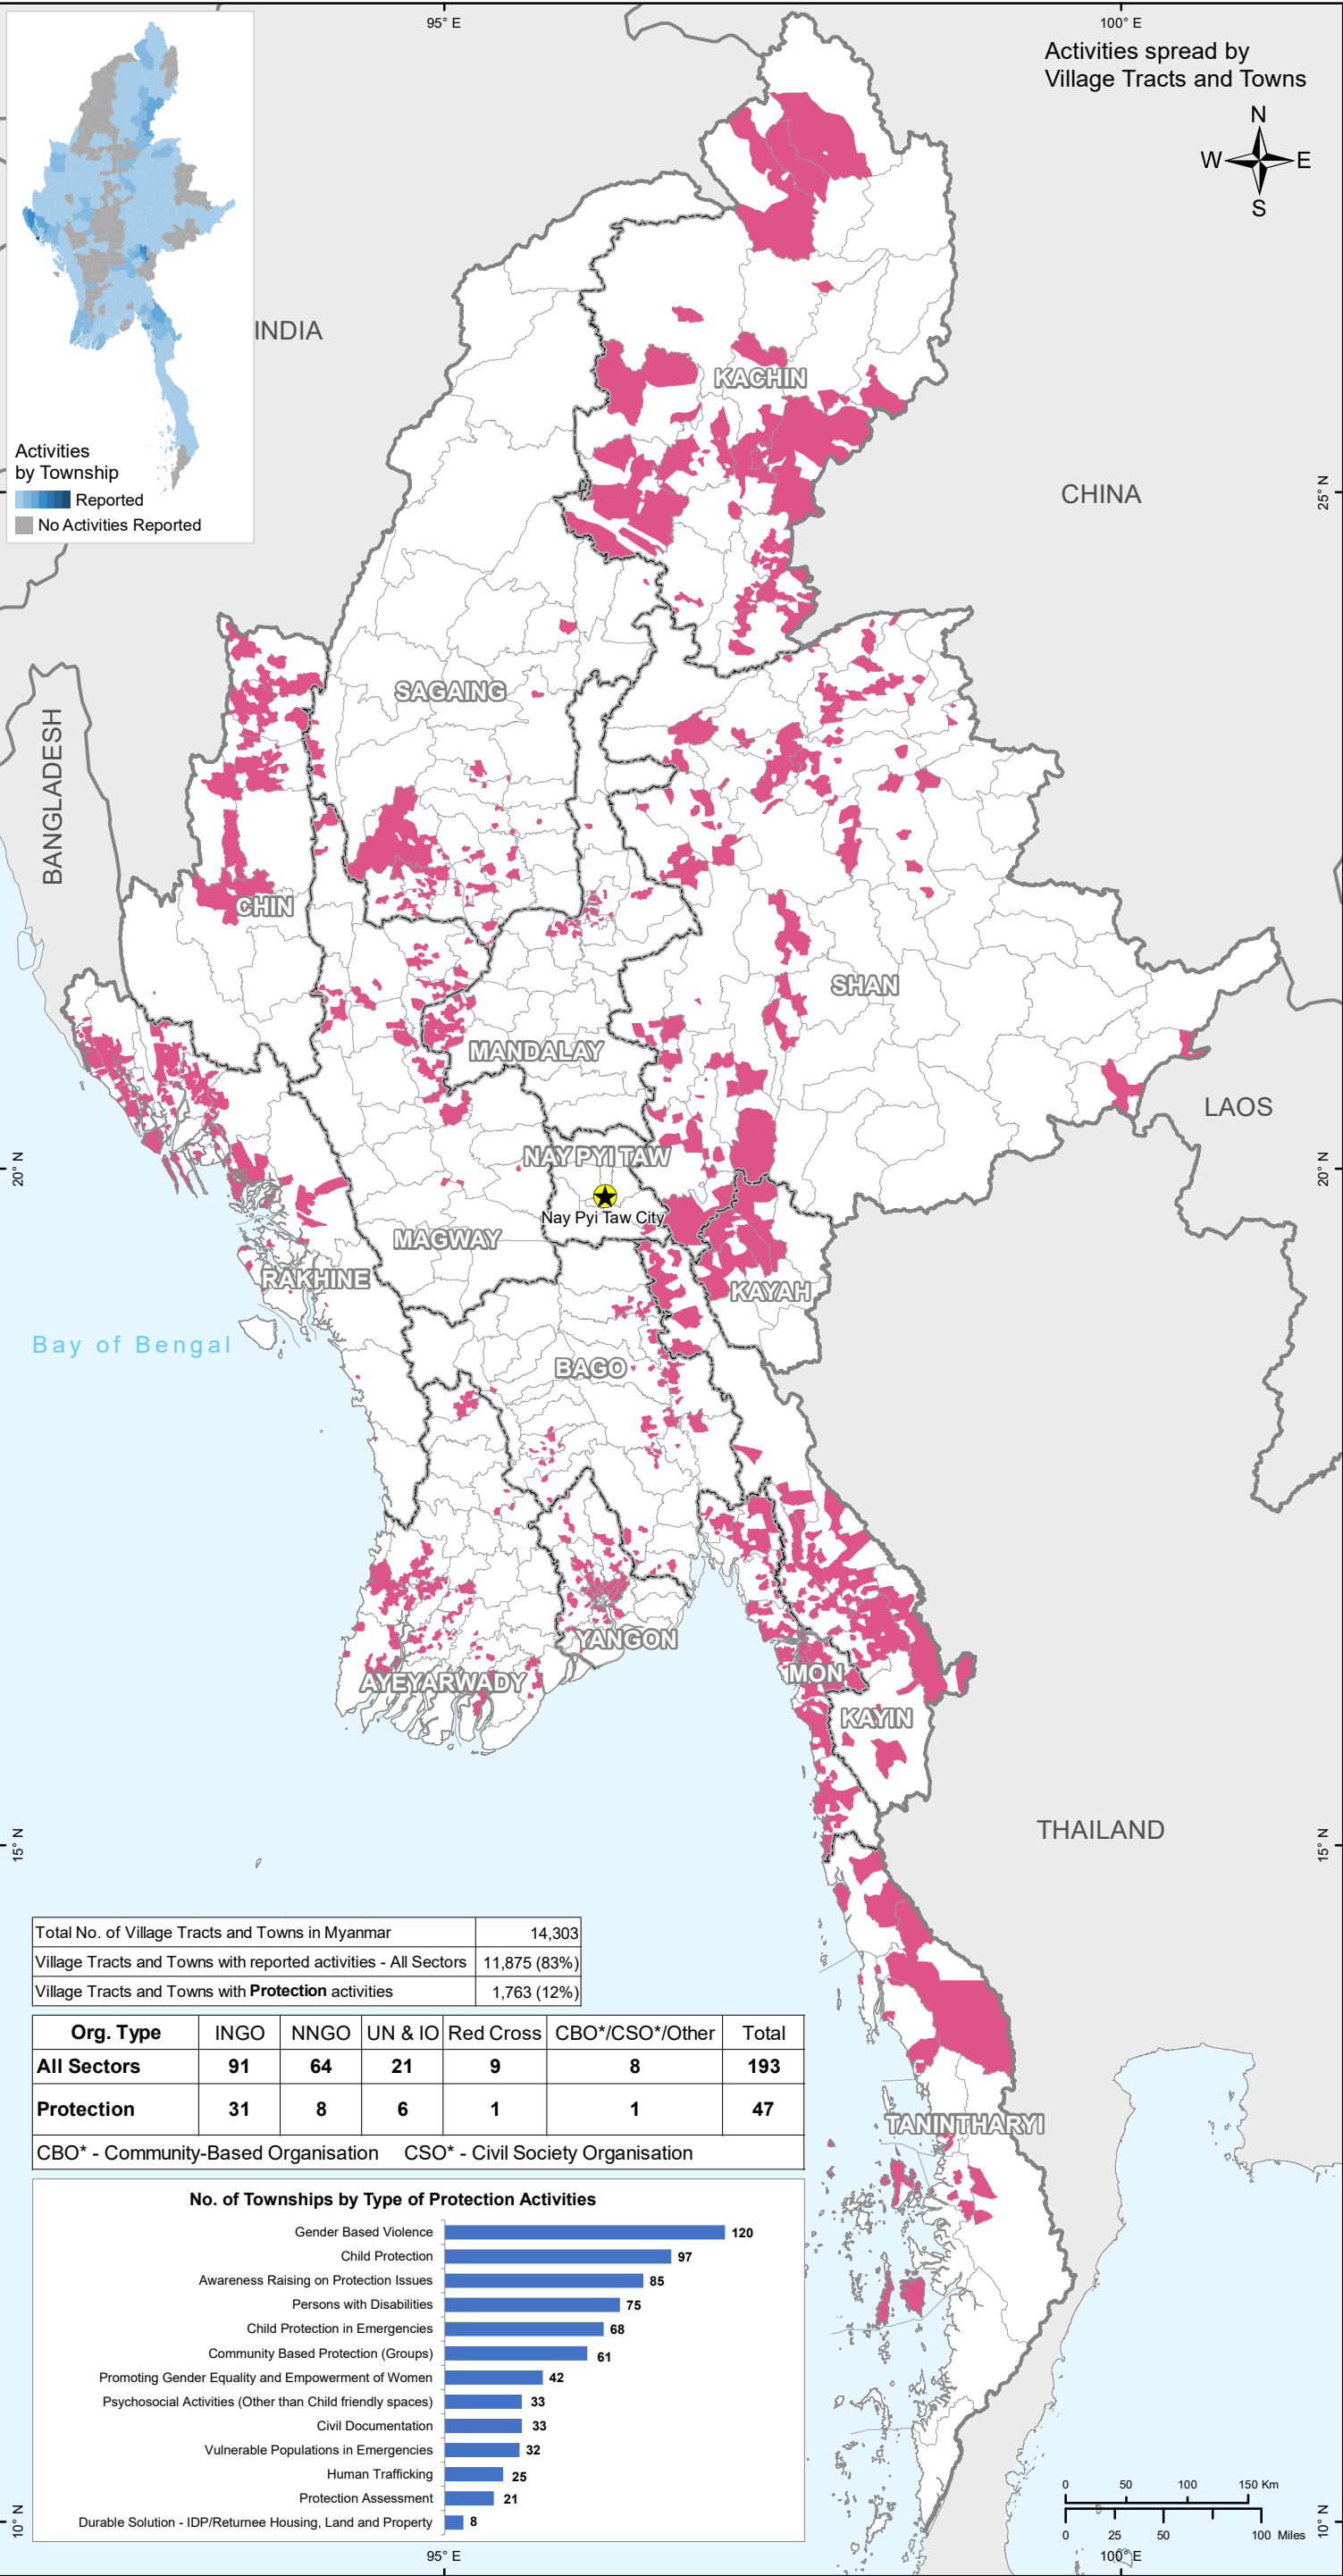 95° E
100° E
Activities spread by
Village Tracts and Towns
N
W E
S
INDIA
KACHIN
Activities
by Township
Reported
No Activities Reported
CHINA
25° N
SAGAING
BANGLADESH
CHIN
SHAN
MANDALAY
LAOS
20° N
20° N
NAY PYI TAW
Nay Pyi Taw City
MAGWAY
RAKHINE
KAYAH
Bay of Bengal
BAGO
YANGON
AYEYARWADY
MON
KAYIN
THAILAND
15° N
15° N
Total No. of Village Tracts and Towns in Myanmar 14,303
Village Tracts and Towns with reported activities - All Sectors 11,875 (83%)
Village Tracts and Towns with Protection activities 1,763 (12%)
Org. Type INGO NNGO UN & IO Red Cross CBO*/CSO*/Other Total
All Sectors 91 64 21 9 8 193
Protection 31 8 6 1 1 47
CBO* - Community-Based Organisation CSO* - Civil Society Organisation
TANINTHARYI
No. of Townships by Type of Protection Activities
Gender Based Violence 120
Child Protection 97
Awareness Raising on Protection Issues 85
Persons with Disabilities 75
Child Protection in Emergencies 68
Community Based Protection (Groups) 61
Promoting Gender Equality and Empowerment of Women 42
Psychosocial Activities (Other than Child friendly spaces) 33
Civil Documentation 33
Vulnerable Populations in Emergencies 32
Human Trafficking 25
Protection Assessment 21
Durable Solution - IDP/Returnee Housing, Land and Property 8
0 50 100 150 Km
0 25 50 100 Miles
10° N
10° N
95° E
100° E